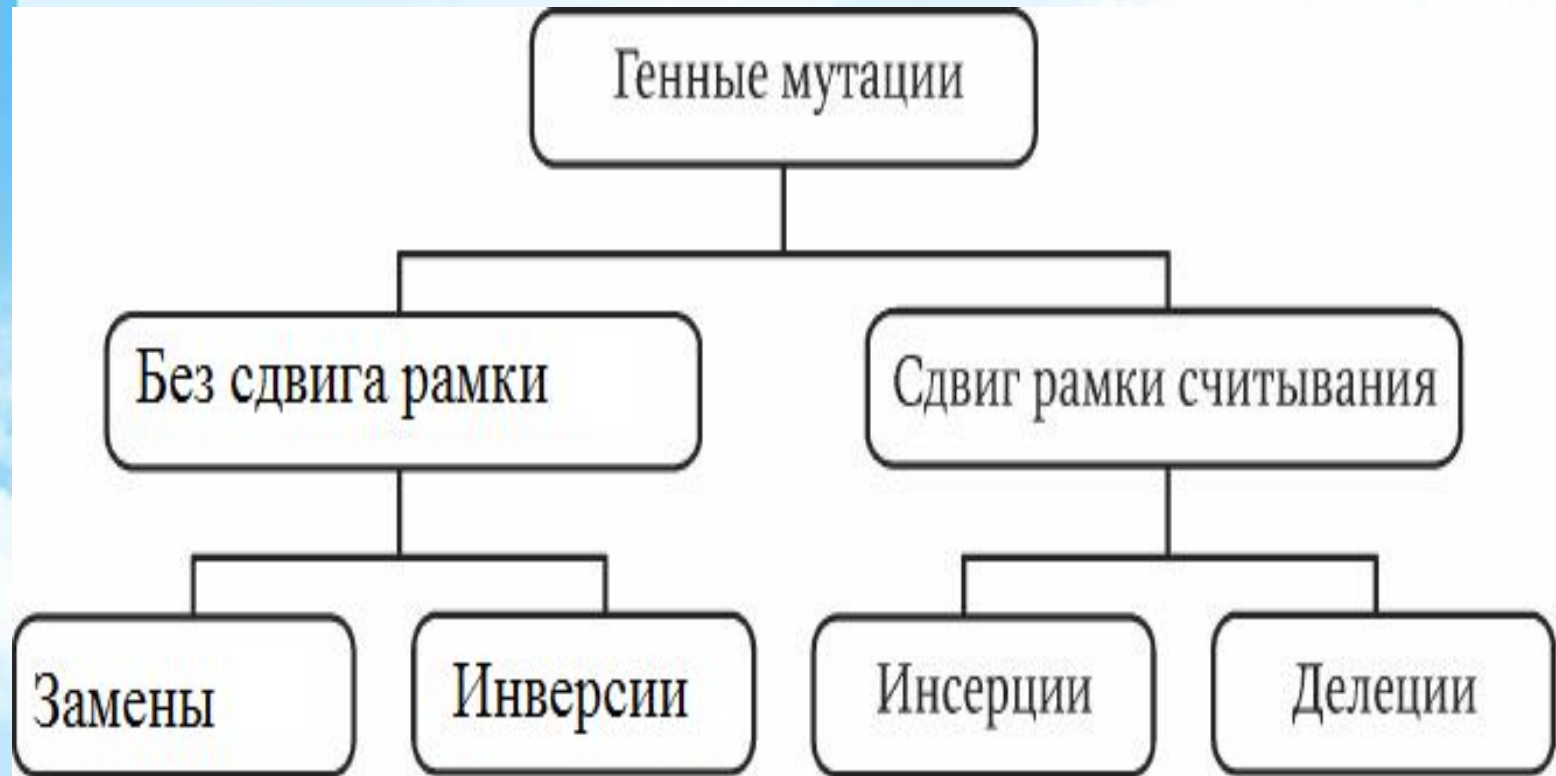 Генные мутации
Без сдвига рамки
Сдвиг рамки считывания
Замены
Инверсии
Инсерции
Делеции